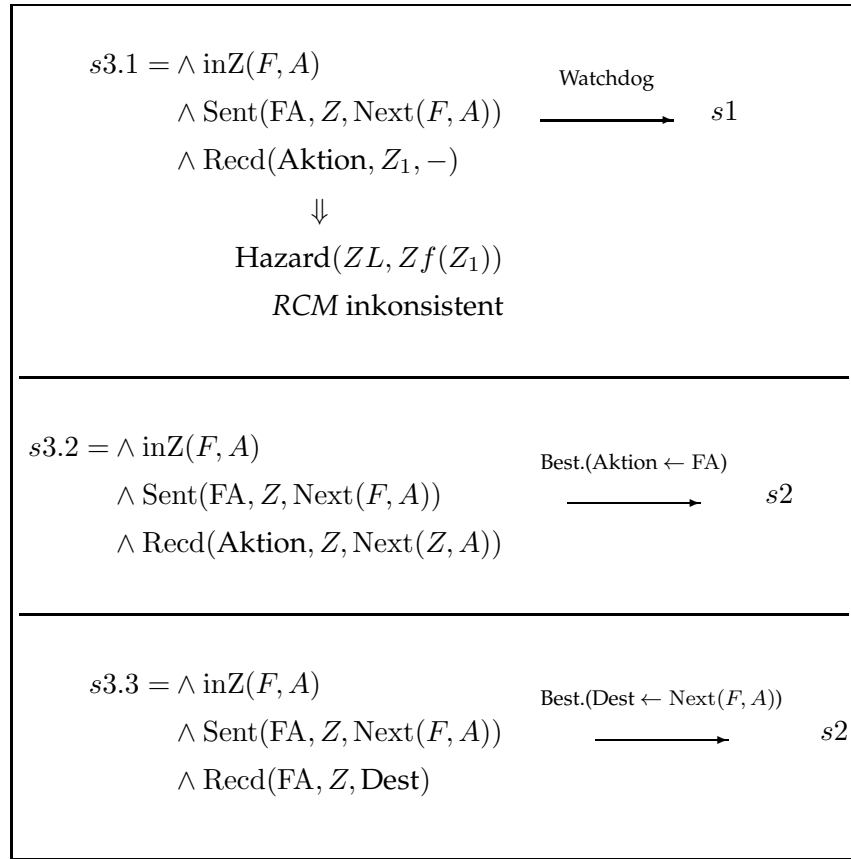 s3.1 = ∧ inZ(F, A)
Watchdog
∧ Sent(FA, Z, Next(F, A)) ⟶ s1
∧ Recd(Aktion, Z₁, −)
⇓
Hazard(ZL, Zf(Z₁))
RCM inkonsistent
s3.2 = ∧ inZ(F, A)
Best.(Aktion ← FA)
∧ Sent(FA, Z, Next(F, A)) ⟶ s2
∧ Recd(Aktion, Z, Next(Z, A))
s3.3 = ∧ inZ(F, A)
Best.(Dest ← Next(F, A))
∧ Sent(FA, Z, Next(F, A)) ⟶ s2
∧ Recd(FA, Z, Dest)